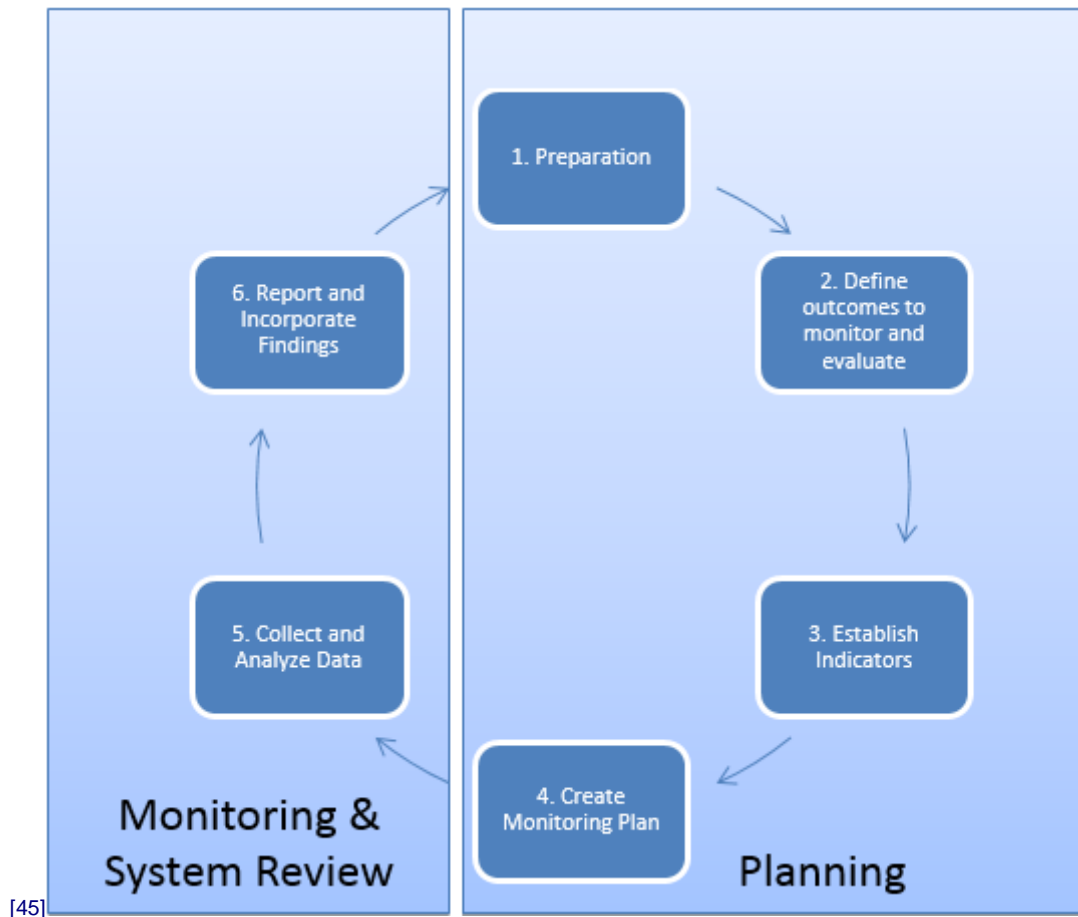 1. Preparation
2. Define
outcomes to
monitor and
evaluate
3. Establish
Indicators
4. Create
Monitoring Plan
5. Collect and
Analyze Data
6. Report and
Incorporate
Findings
Monitoring &
System Review
Planning
[45]